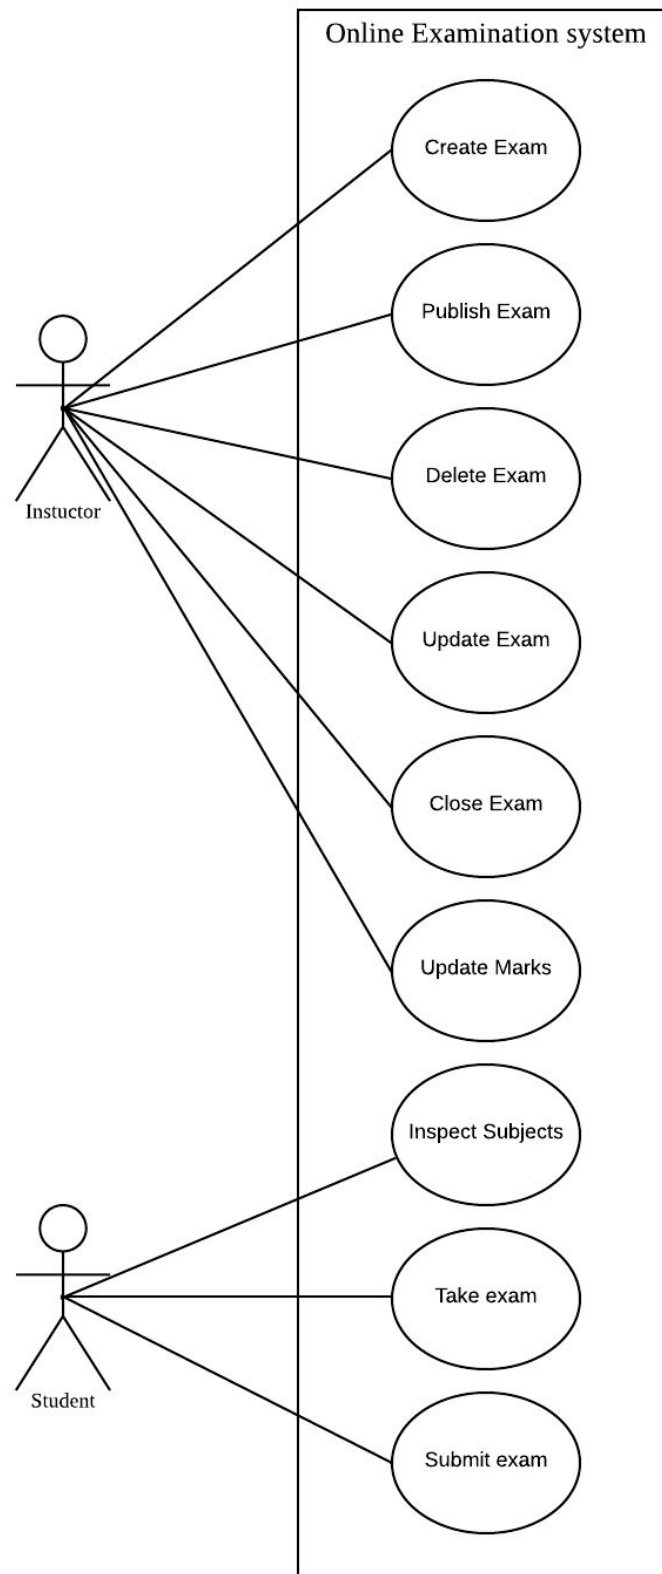 Online Examination system
Create Exam
Publish Exam
Delete Exam
Instuctor
Update Exam
Close Exam
Update Marks
Inspect Subjects
Take exam
Student
Submit exam